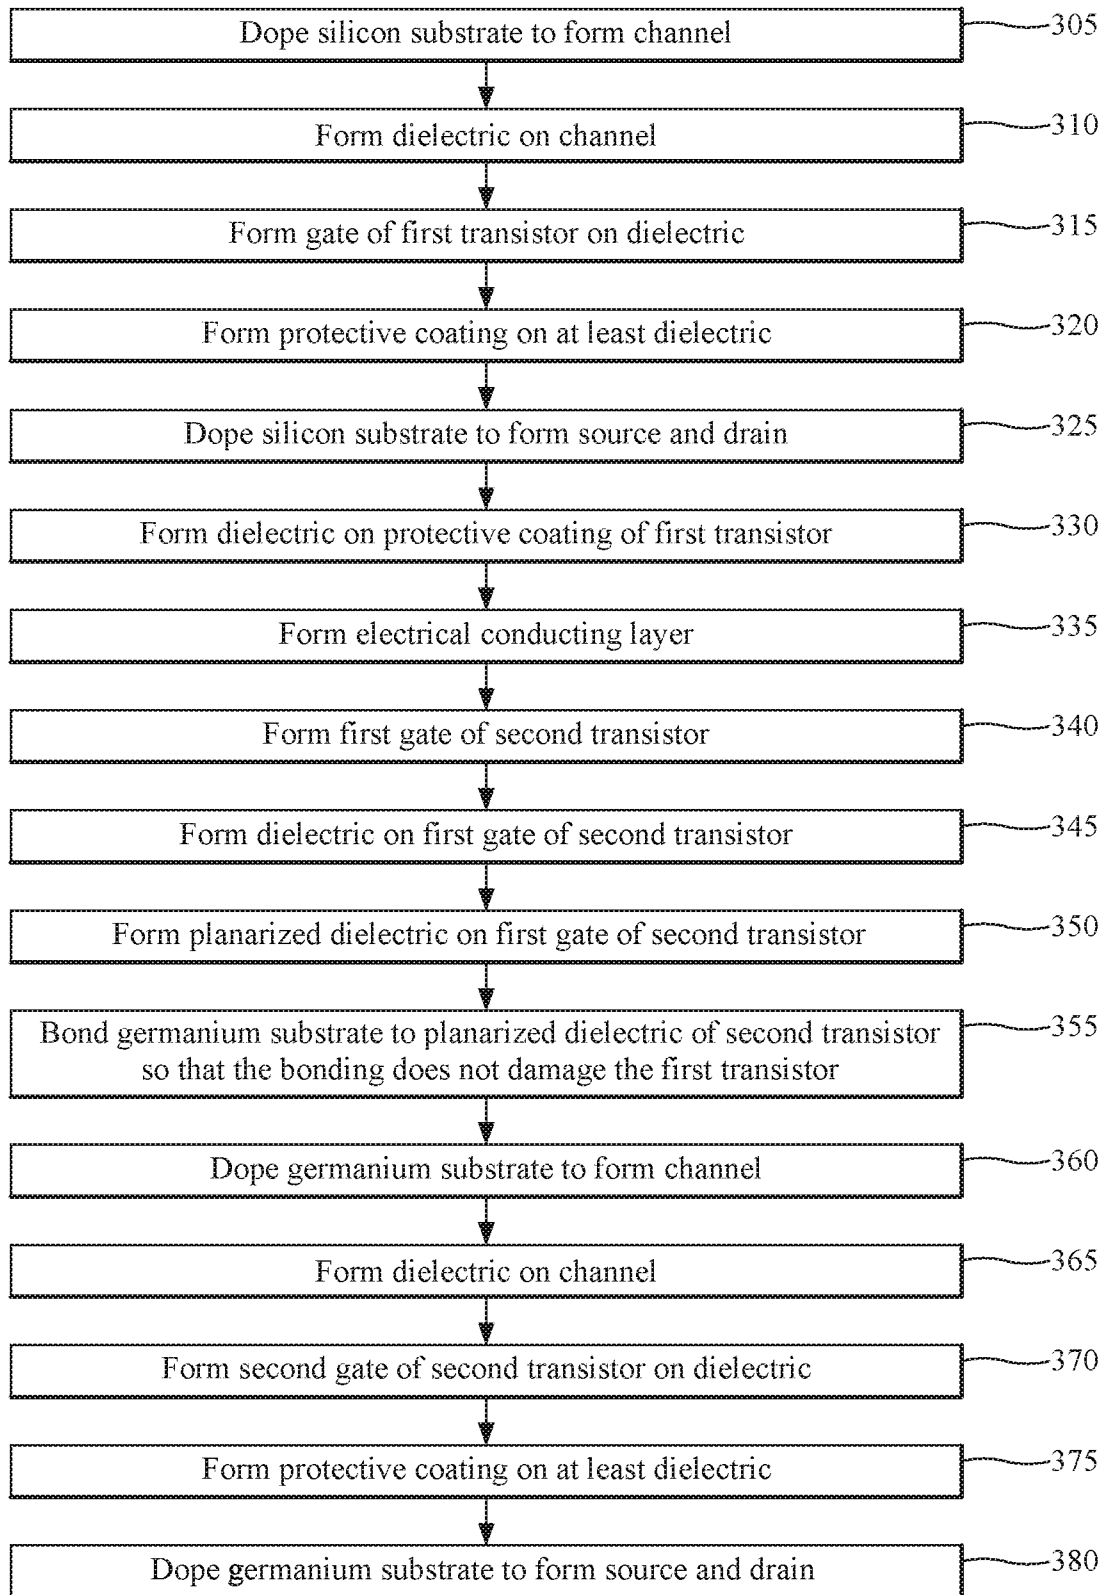 Dope silicon substrate to form channel 305
Form dielectric on channel 310
Form gate of first transistor on dielectric 315
Form protective coating on at least dielectric 320
Dope silicon substrate to form source and drain 325
Form dielectric on protective coating of first transistor 330
Form electrical conducting layer 335
Form first gate of second transistor 340
Form dielectric on first gate of second transistor 345
Form planarized dielectric on first gate of second transistor 350
Bond germanium substrate to planarized dielectric of second transistor 355
so that the bonding does not damage the first transistor
Dope germanium substrate to form channel 360
Form dielectric on channel 365
Form second gate of second transistor on dielectric 370
Form protective coating on at least dielectric 375
Dope germanium substrate to form source and drain 380